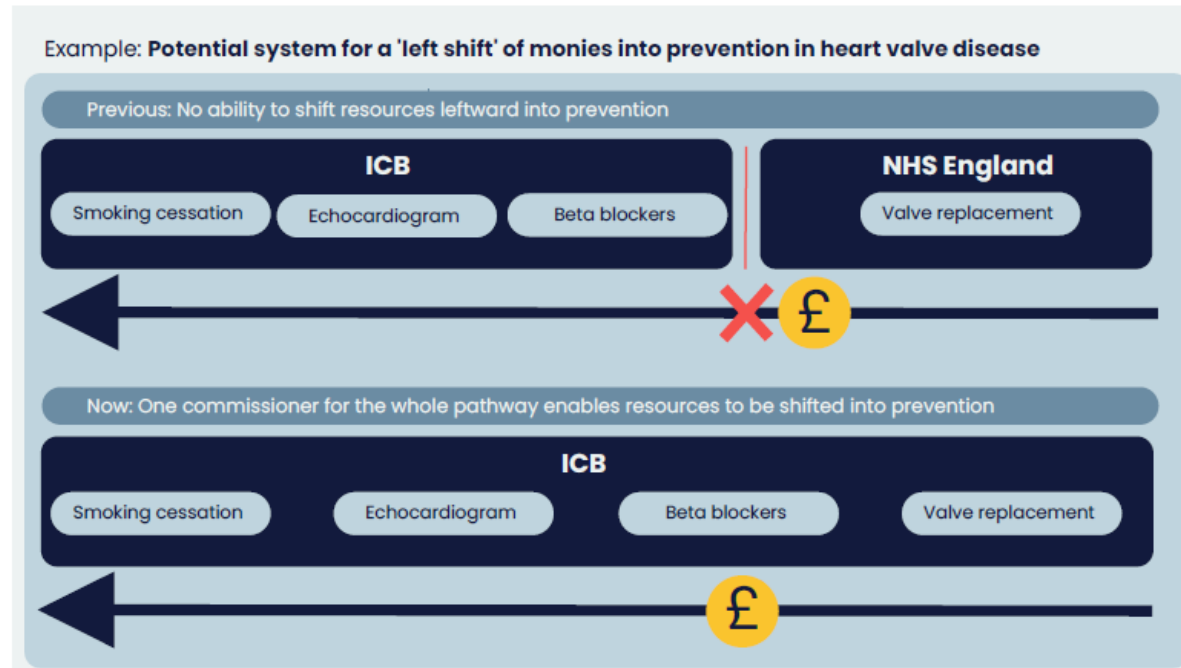 Example: Potential system for a 'left shift' of monies into prevention in heart valve disease
Previous: No ability to shift resources leftward into prevention
ICB
NHS England
Smoking cessation
Echocardiogram
Beta blockers
Valve replacement
£
Now: One commissioner for the whole pathway enables resources to be shifted into prevention
ICB
Smoking cessation
Echocardiogram
Beta blockers
Valve replacement
£